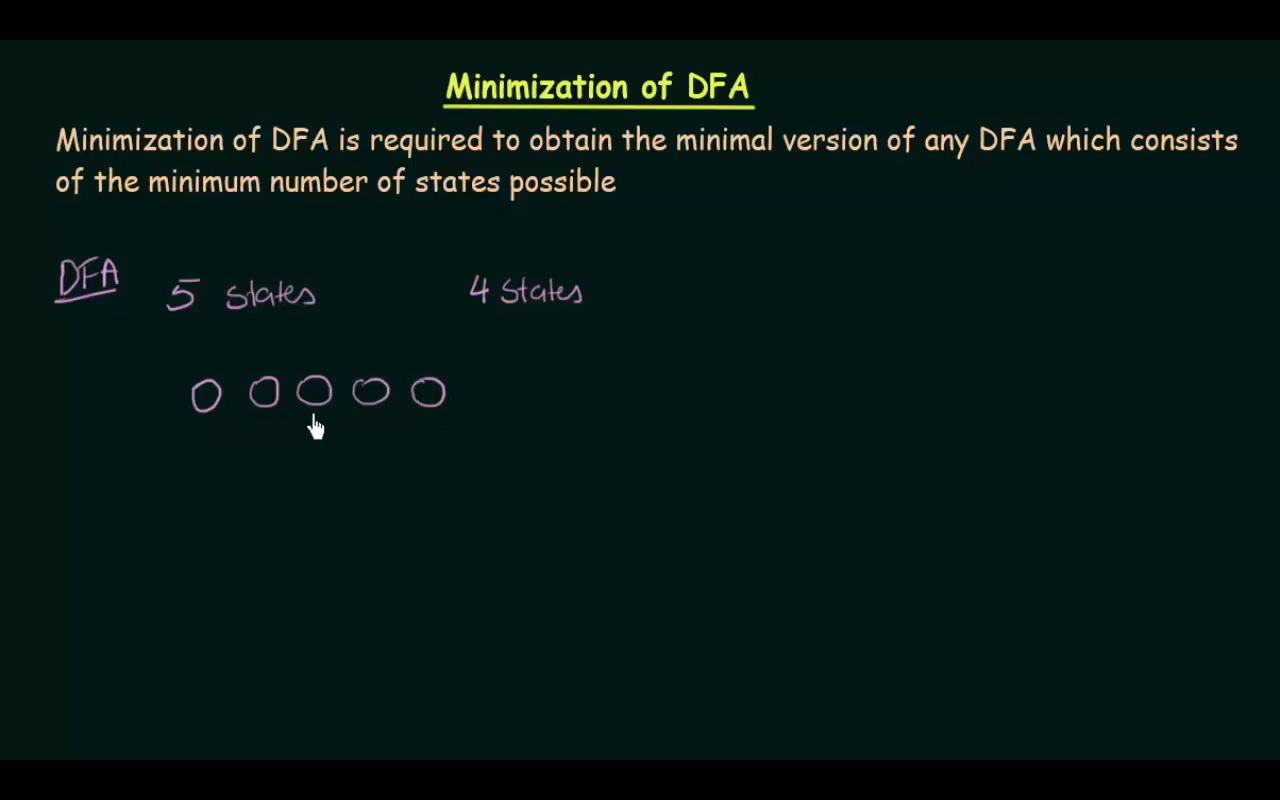 Minimization of DFA
Minimization of DFA is required to obtain the minimal version of any DFA which consists
of the minimum number of states possible
DFA
5 states 4 states